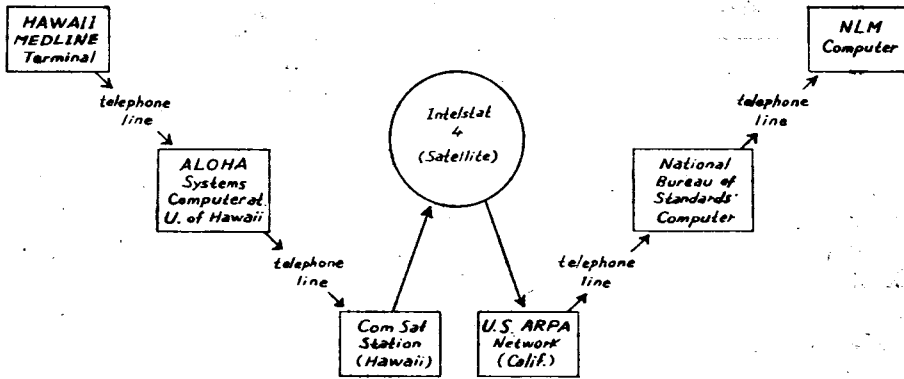 HAWAII
MEDLINE
Terminal
telephone
line
ALOHA
Systems
Computer at
U. of Hawaii
telephone
line
Com Sat
Station
(Hawaii)
Intelstat
4
(Satellite)
U.S. ARPA
Network
(Calif.)
telephone
line
National
Bureau of
Standards'
Computer
telephone
line
NLM
Computer